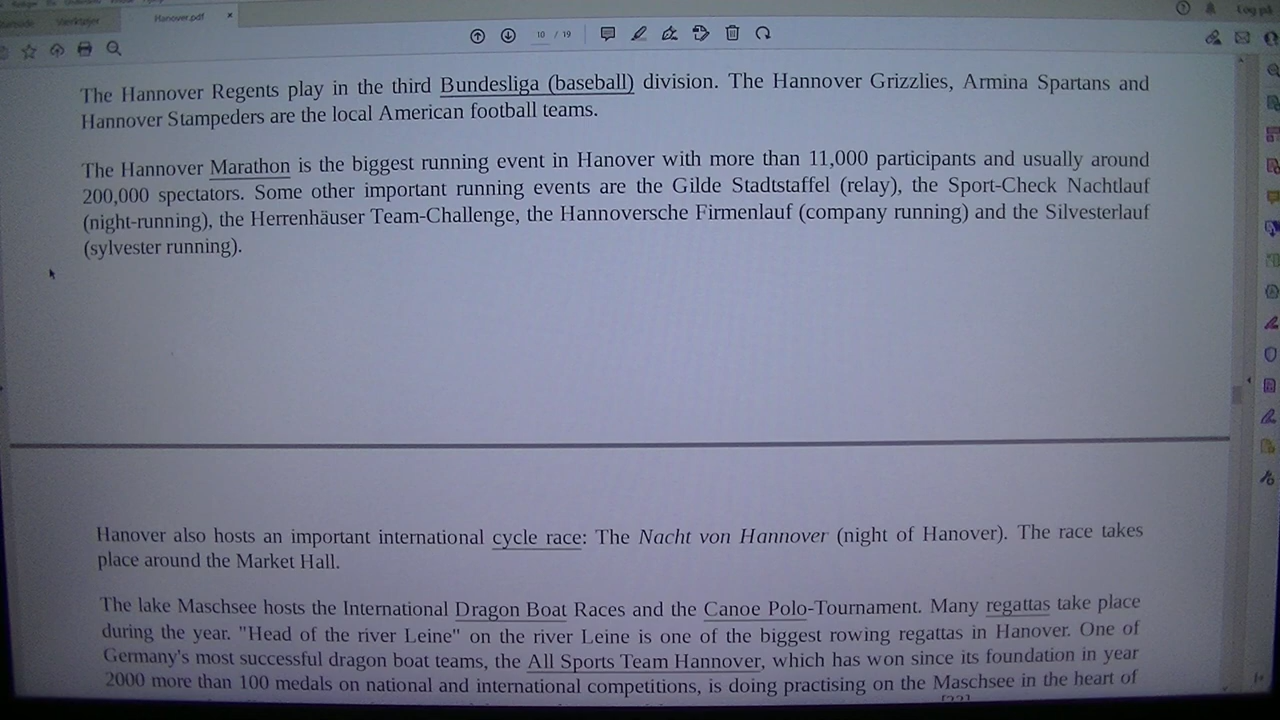 Værktøjer
Hanover.pdf
×
Log på
10 / 19
The Hannover Regents play in the third Bundesliga (baseball) division. The Hannover Grizzlies, Armina Spartans and
Hannover Stampeders are the local American football teams.
The Hannover Marathon is the biggest running event in Hanover with more than 11,000 participants and usually around
200,000 spectators. Some other important running events are the Gilde Stadtstaffel (relay), the Sport-Check Nachtlauf
(night-running), the Herrenhäuser Team-Challenge, the Hannoversche Firmenlauf (company running) and the Silvesterlauf
(sylvester running).
Hanover also hosts an important international cycle race: The Nacht von Hannover (night of Hanover). The race takes
place around the Market Hall.
The lake Maschsee hosts the International Dragon Boat Races and the Canoe Polo-Tournament. Many regattas take place
during the year. "Head of the river Leine" on the river Leine is one of the biggest rowing regattas in Hanover. One of
Germany's most successful dragon boat teams, the All Sports Team Hannover, which has won since its foundation in year
2000 more than 100 medals on national and international competitions, is doing practising on the Maschsee in the heart of